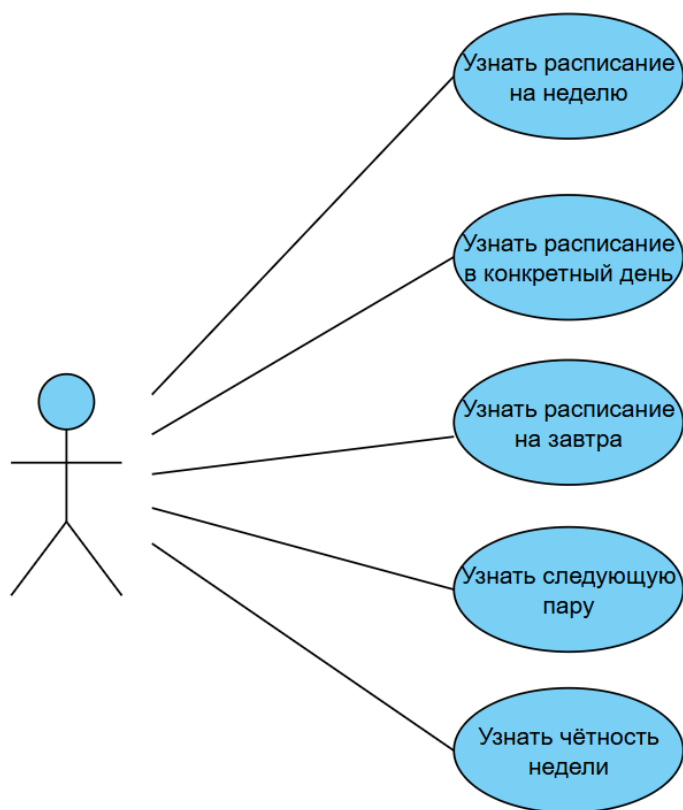 Узнать расписание
на неделю
Узнать расписание
в конкретный день
Узнать расписание
на завтра
Узнать следующую
пару
Узнать чётность
недели